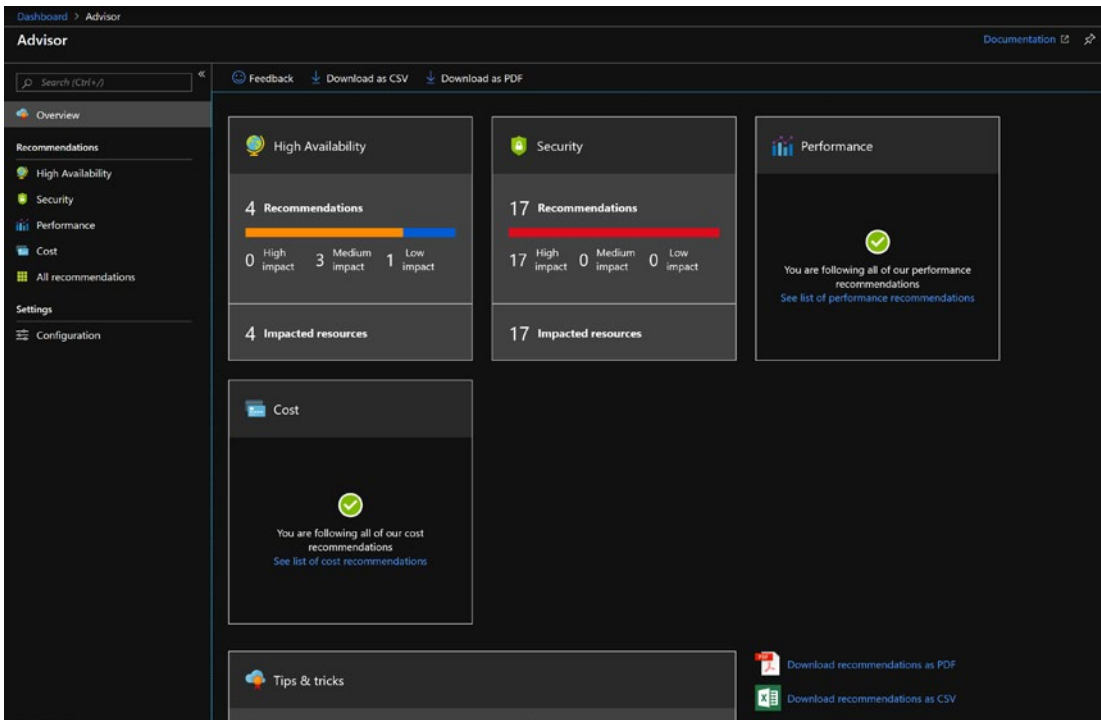 Dashboard > Advisor
Advisor
Documentation
Search (Ctrl+/)
«
Feedback
Download as CSV
Download as PDF
Overview
Recommendations
High Availability
Security
Performance
Cost
All recommendations
Settings
Configuration
High Availability
4 Recommendations
0 High impact 3 Medium impact 1 Low impact
4 Impacted resources
Security
17 Recommendations
17 High impact 0 Medium impact 0 Low impact
17 Impacted resources
Performance
You are following all of our performance
recommendations
See list of performance recommendations
Cost
You are following all of our cost
recommendations
See list of cost recommendations
Tips & tricks
PDF
Download recommendations as PDF
Download recommendations as CSV